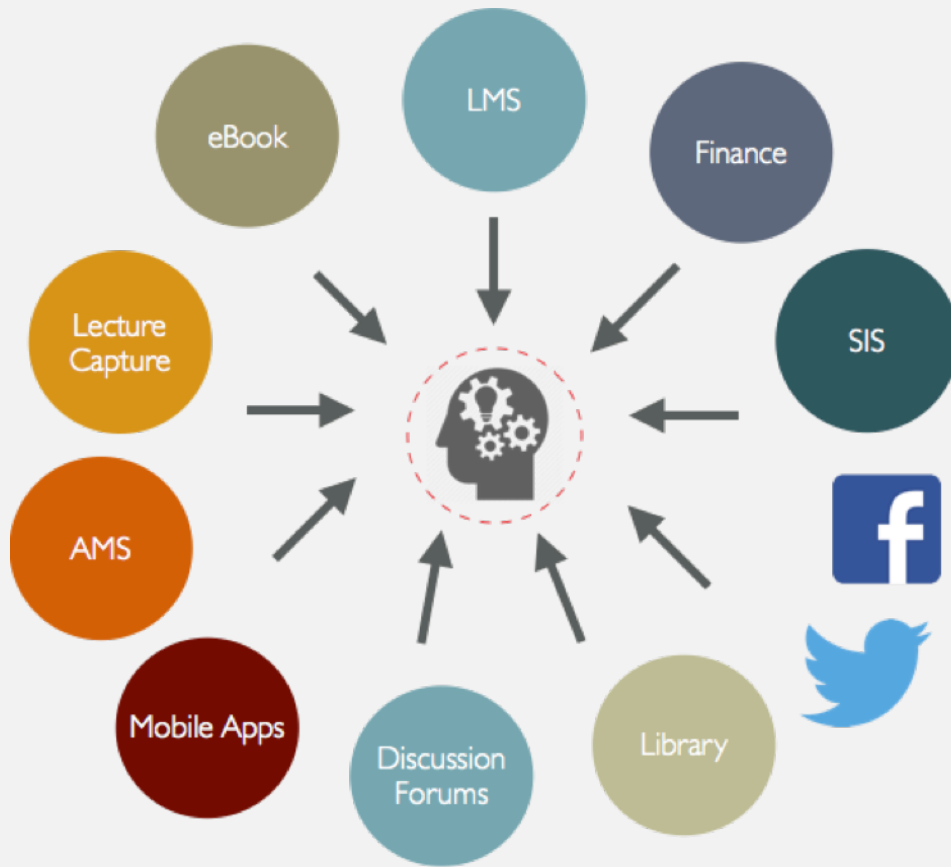 LMS
eBook
Finance
Lecture
Capture
SIS
AMS
f
Mobile Apps
Discussion
Forums
Library